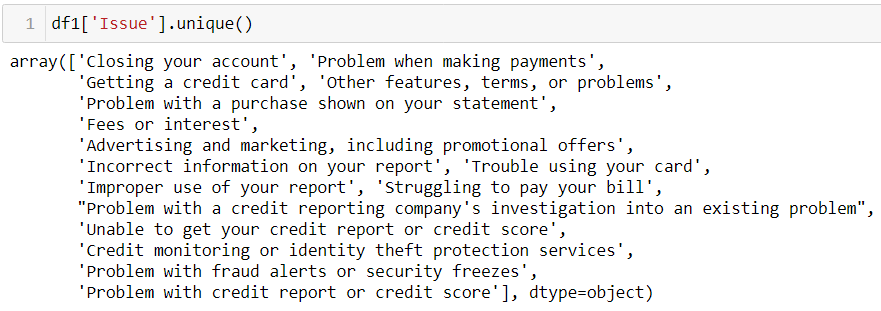 1 df1['Issue'].unique()
array(['Closing your account', 'Problem when making payments',
'Getting a credit card', 'Other features, terms, or problems',
'Problem with a purchase shown on your statement',
'Fees or interest',
'Advertising and marketing, including promotional offers',
'Incorrect information on your report', 'Trouble using your card',
'Improper use of your report', 'Struggling to pay your bill',
"Problem with a credit reporting company's investigation into an existing problem",
'Unable to get your credit report or credit score',
'Credit monitoring or identity theft protection services',
'Problem with fraud alerts or security freezes',
'Problem with credit report or credit score'], dtype=object)